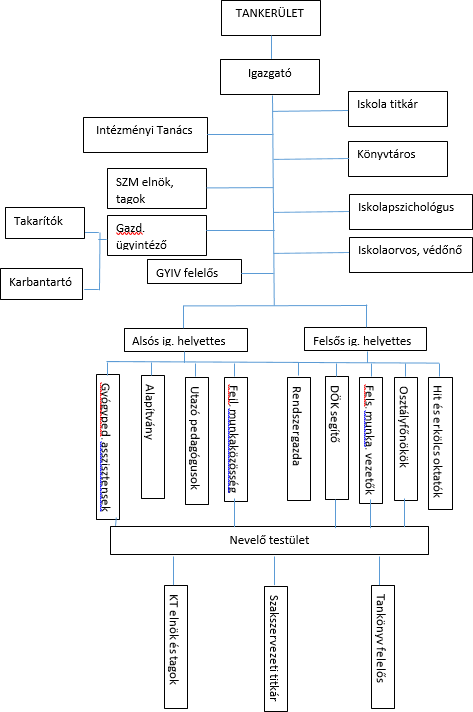 TANKERÜLET
Igazgató
Iskola titkár
Intézményi Tanács
Könyvtáros
SZM elnök,
tagok
Iskolapszichológus
Takarítók
Gazd.
ügyintéző
Iskolaorvos, védőnő
GYIV felelős
Karbantartó
Alsós ig. helyettes
Felsős ig. helyettes
Gyógyped. asszisztensek
Alapítvány
Utazó pedagógusok
Fejl. munkaközösség
Rendszergazda
DÖK segítő
Fels. munka. vezetők
Osztályfőnökök
Hit és erkölcs oktatók
Nevelő testület
KT elnök és tagok
Szakszervezeti titkár
Tankönyv felelős